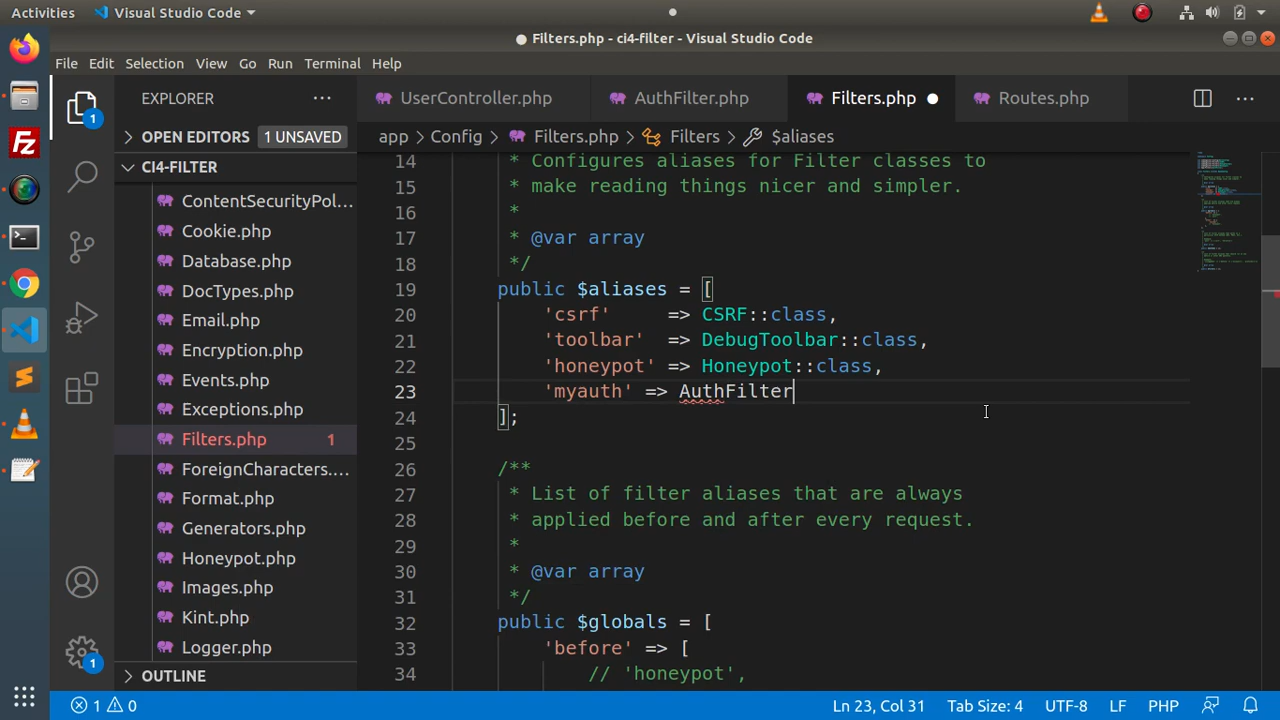 Activities
Visual Studio Code
Filters.php - ci4-filter - Visual Studio Code
File Edit Selection View Go Run Terminal Help
EXPLORER
UserController.php
AuthFilter.php
Filters.php
Routes.php
OPEN EDITORS 1 UNSAVED
app > Config > Filters.php > Filters > $aliases
CI4-FILTER
ContentSecurityPol...
Cookie.php
Database.php
DocTypes.php
Email.php
Encryption.php
Events.php
Exceptions.php
Filters.php 1
ForeignCharacters....
Format.php
Generators.php
Honeypot.php
Images.php
Kint.php
Logger.php
OUTLINE
14 * Configures aliases for Filter classes to
15 * make reading things nicer and simpler.
16 *
17 * @var array
18 */
19 public $aliases = [
20 'csrf' => CSRF::class,
21 'toolbar' => DebugToolbar::class,
22 'honeypot' => Honeypot::class,
23 'myauth' => AuthFilter
24 ];
25
26 /**
27 * List of filter aliases that are always
28 * applied before and after every request.
29 *
30 * @var array
31 */
32 public $globals = [
33 'before' => [
34 // 'honeypot',
1
1
1 0
Ln 23, Col 31
Tab Size: 4
UTF-8
LF
PHP